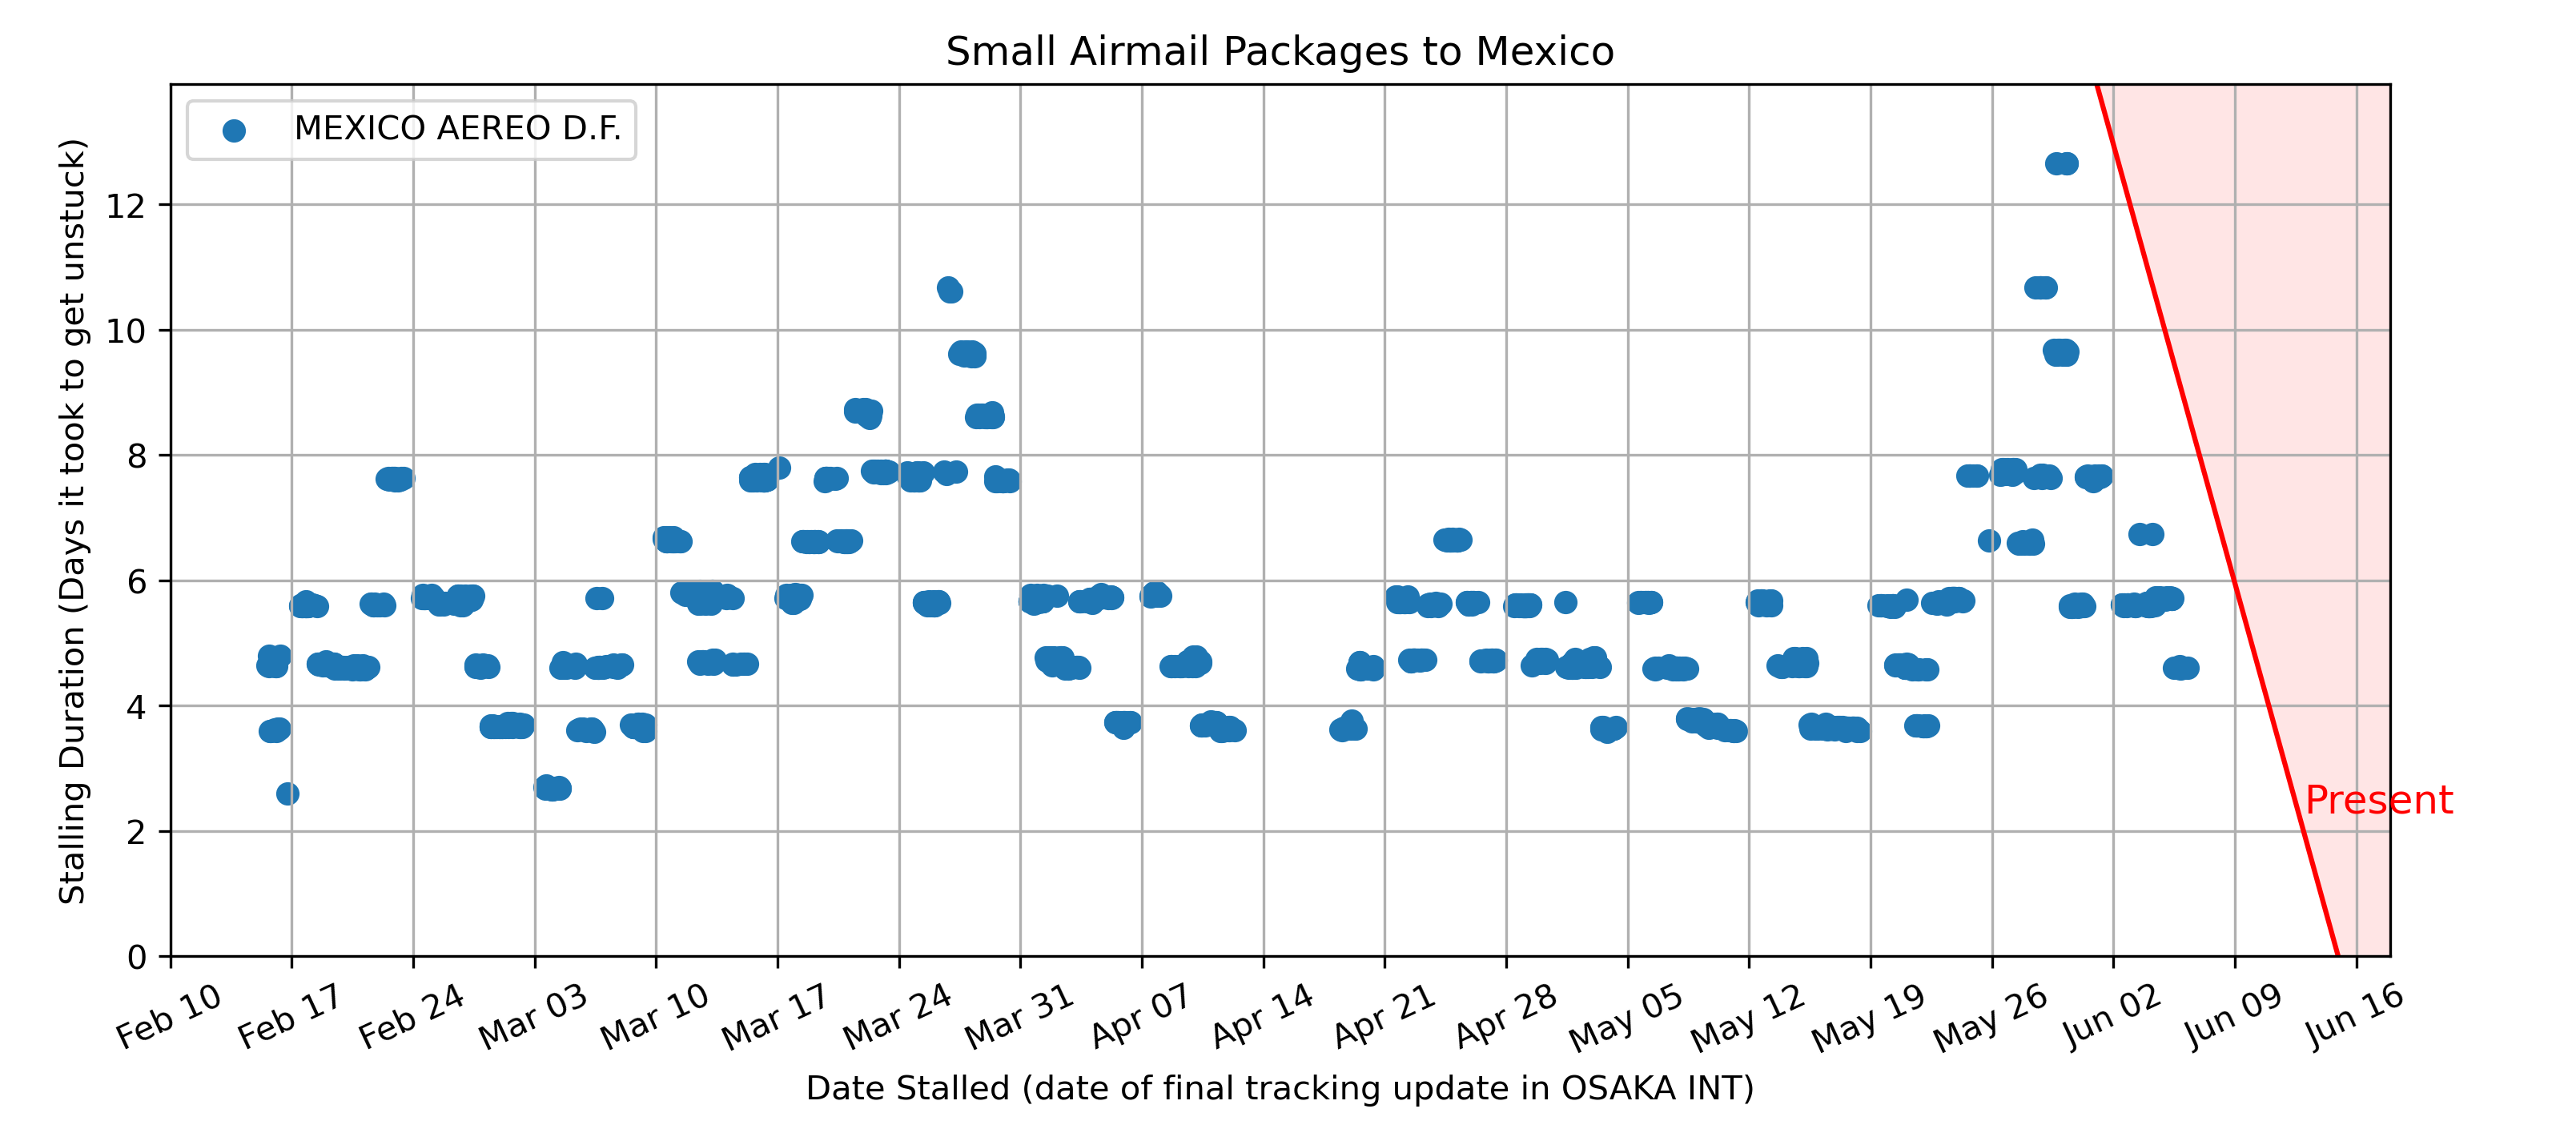 Small Airmail Packages to Mexico
MEXICO AEREO D.F.
Stalling Duration (Days it took to get unstuck)
12
10
8
6
4
2
0
Present
Feb 10
Feb 17
Feb 24
Mar 03
Mar 10
Mar 17
Mar 24
Mar 31
Apr 07
Apr 14
Apr 21
Apr 28
May 05
May 12
May 19
May 26
Jun 02
Jun 09
Jun 16
Date Stalled (date of final tracking update in OSAKA INT)